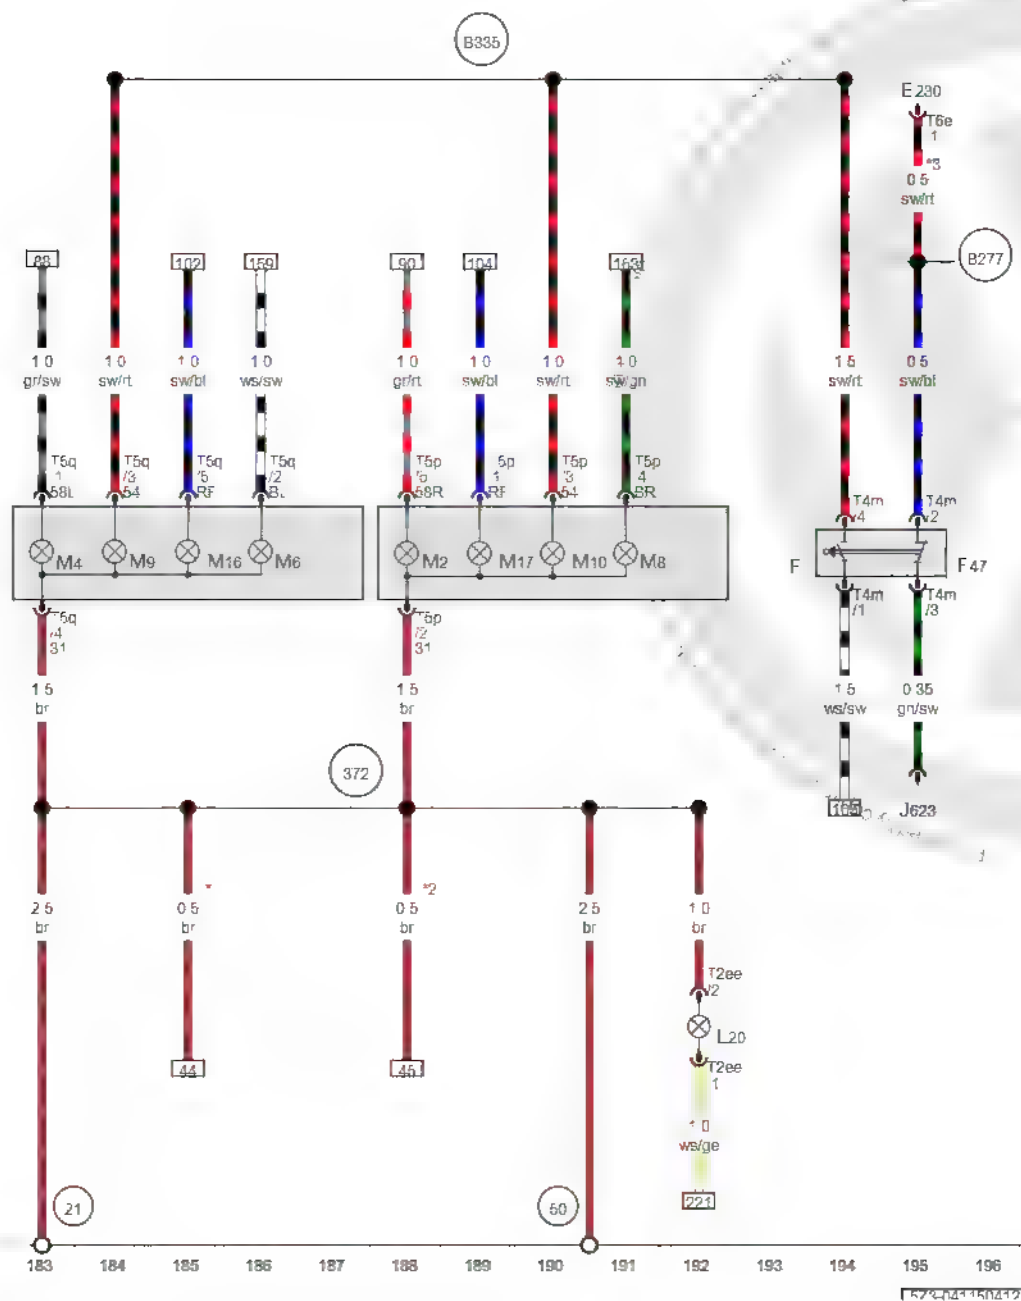 B335
E 230
T6e
1
*3
0.5
sw/rt
B277
88
102
159
90
104
163
1.0
gr/sw
1.0
sw/rt
1.0
sw/bl
1.0
ws/sw
1.0
gr/rt
1.0
sw/bl
1.0
sw/rt
1.0
sw/gn
1.5
sw/rt
0.5
sw/bl
T5q
/1
58L
T5q
/3
54
T5q
/5
RF
T5q
/2
BL
T5p
/5
58R
T5p
/1
RF
T5p
/3
54
T5p
/4
BR
T4m
/4
T4m
/2
M4
M9
M16
M6
M2
M17
M10
M8
F
F47
T5q
/4
31
T5p
/2
31
T4m
/1
T4m
/3
1.5
br
1.5
br
1.5
ws/sw
0.35
gn/sw
372
105
J623
*
*2
2.5
br
0.5
br
0.5
br
2.5
br
1.0
br
T2ee
/2
L20
44
45
T2ee
/1
1.0
ws/ge
221
21
50
183 184 185 186 187 188 189 190 191 192 193 194 195 196